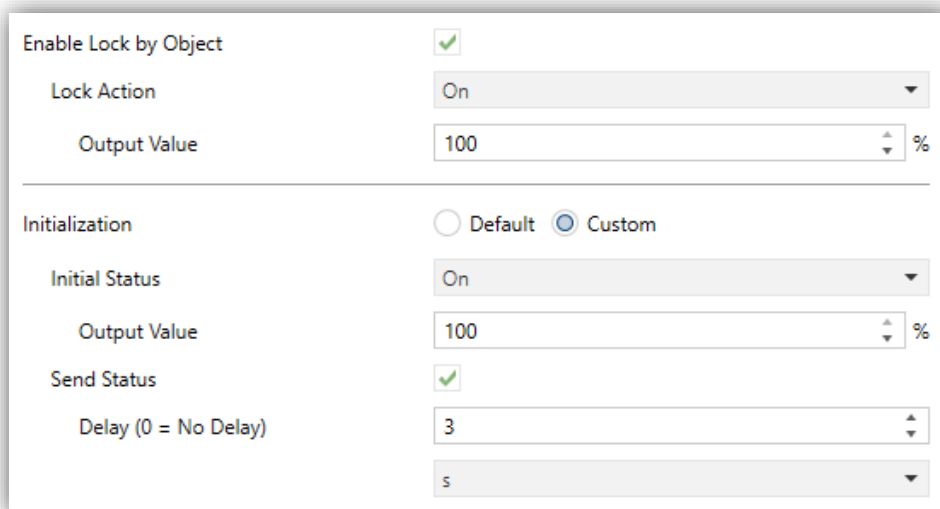 Enable Lock by Object
Lock Action On
Output Value 100 %
Initialization Default Custom
Initial Status On
Output Value 100 %
Send Status
Delay (0 = No Delay) 3
s